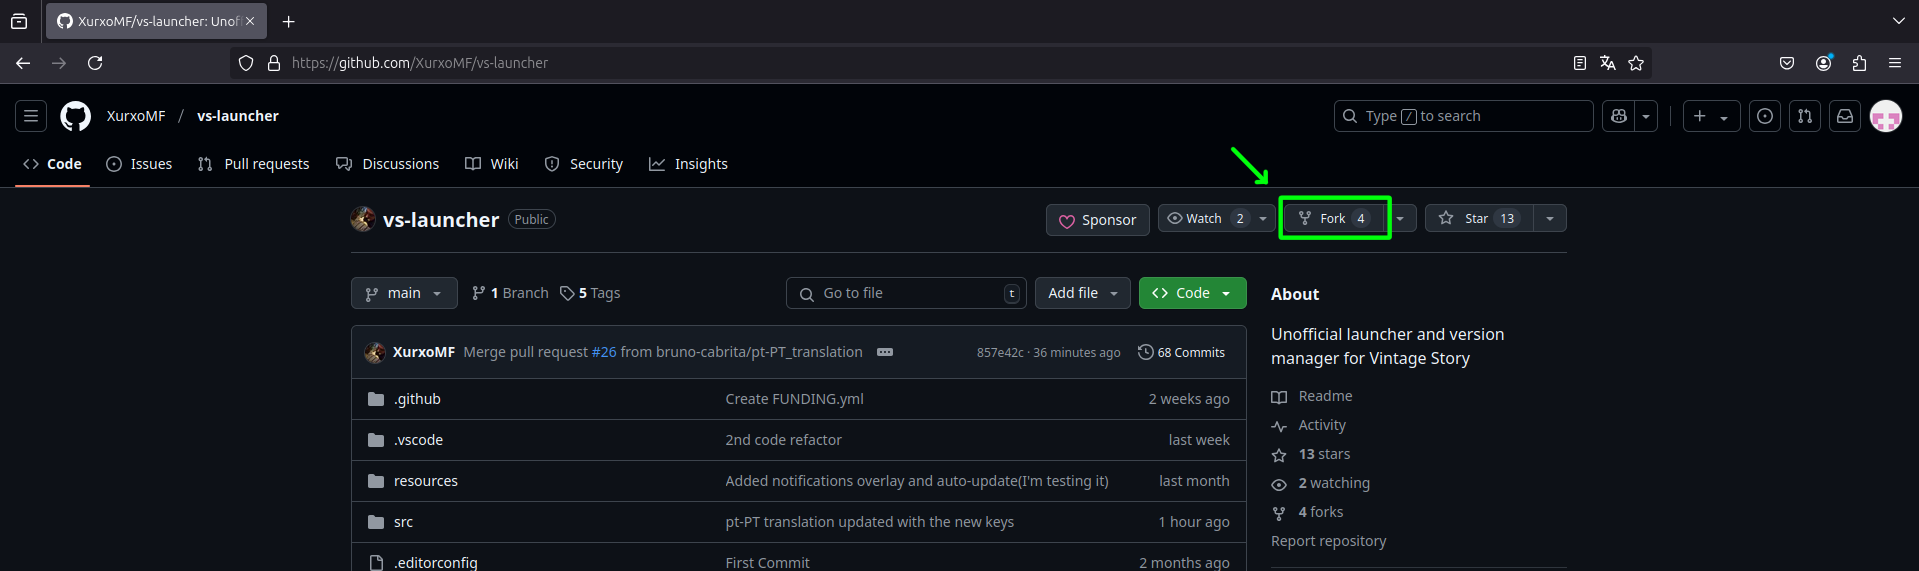 XurxoMF/vs-launcher: Unof
https://github.com/XurxoMF/vs-launcher
XurxoMF / vs-launcher
Type / to search
Code Issues Pull requests Discussions Wiki Security Insights
vs-launcher Public
Sponsor Watch 2 Fork 4 Star 13
main 1 Branch 5 Tags Go to file t Add file Code
XurxoMF Merge pull request #26 from bruno-cabrita/pt-PT_translation 857e42c · 36 minutes ago 68 Commits
.github Create FUNDING.yml 2 weeks ago
.vscode 2nd code refactor last week
resources Added notifications overlay and auto-update(I'm testing it) last month
src pt-PT translation updated with the new keys 1 hour ago
.editorconfig First Commit 2 months ago
About
Unofficial launcher and version
manager for Vintage Story
Readme
Activity
13 stars
2 watching
4 forks
Report repository